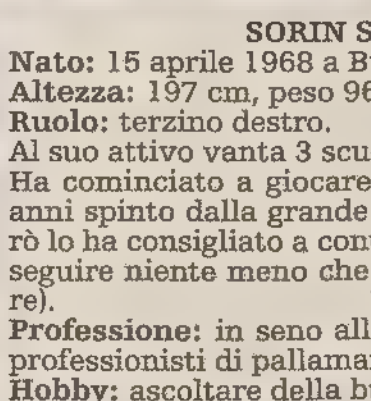 SORIN S
Nato: 15 aprile 1968 a Bu
Altezza: 197 cm, peso 96
Ruolo: terzino destro.
Al suo attivo vanta 3 scu
Ha cominciato a giocare
anni spinto dalla grande
rò lo ha consigliato a con
seguire niente meno che
re).
Professione: in seno all
professionisti di pallama
Hobby: ascoltare della bu